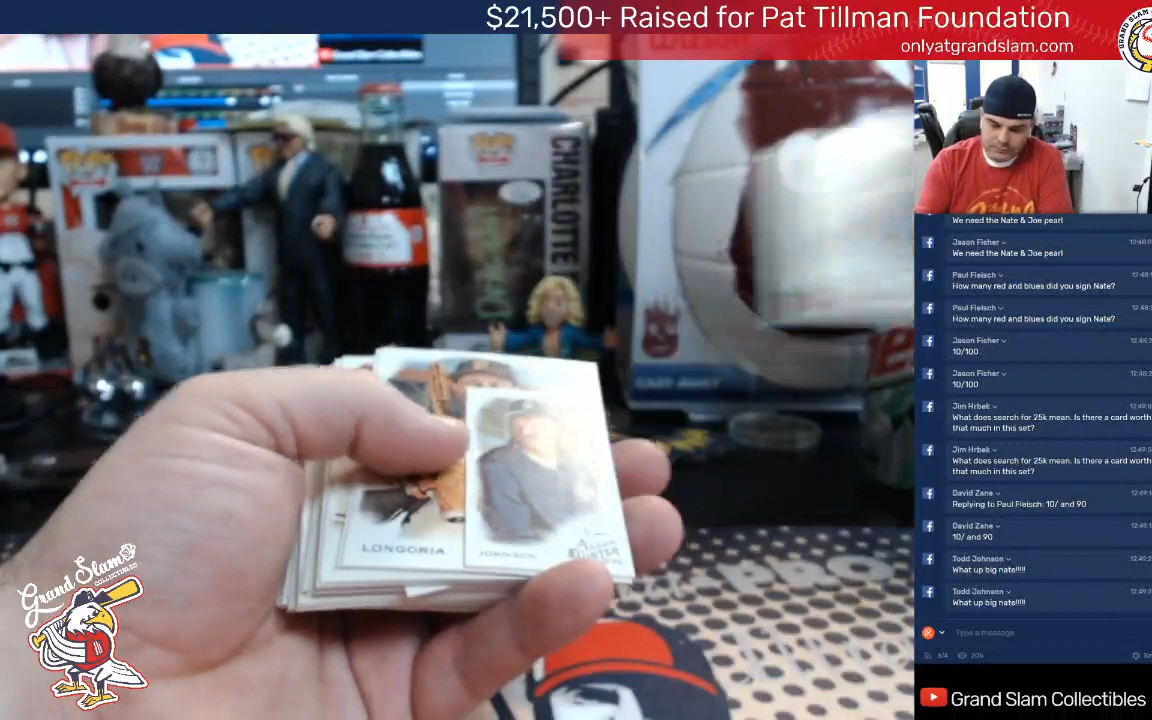 $21,500+ Raised for Pat Tillman Foundation
onlyatgrandslam.com
CHARLOTTE
CAST AWAY
LONGORIA
JOHNSON
Grand Slam
COLLECTIBLES
We need the Nate & Joe pearl
Jason Fisher
We need the Nate & Joe pearl
Paul Fleisch
How many red and blues did you sign Nate?
Paul Fleisch
How many red and blues did you sign Nate?
Jason Fisher
10/100
Jason Fisher
10/100
Jim Hrbek
What does search for 25k mean. Is there a card worth
that much in this set?
Jim Hrbek
What does search for 25k mean. Is there a card worth
that much in this set?
David Zane
Replying to Paul Fleisch: 10/ and 90
David Zane
10/ and 90
Todd Johnson
What up big nate!!!!!
Todd Johnson
What up big nate!!!!!
Type a message
3/4
205
Grand Slam Collectibles